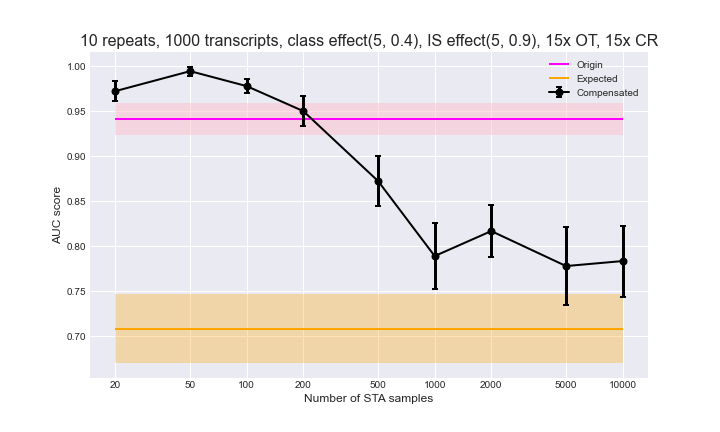 10 repeats, 1000 transcripts, class effect(5, 0.4), IS effect(5, 0.9), 15x OT, 15x CR
Origin
Expected
Compensated
1.00
0.95
0.90
0.85
0.80
0.75
0.70
AUC score
20 50 100 200 500 1000 2000 5000 10000
Number of STA samples